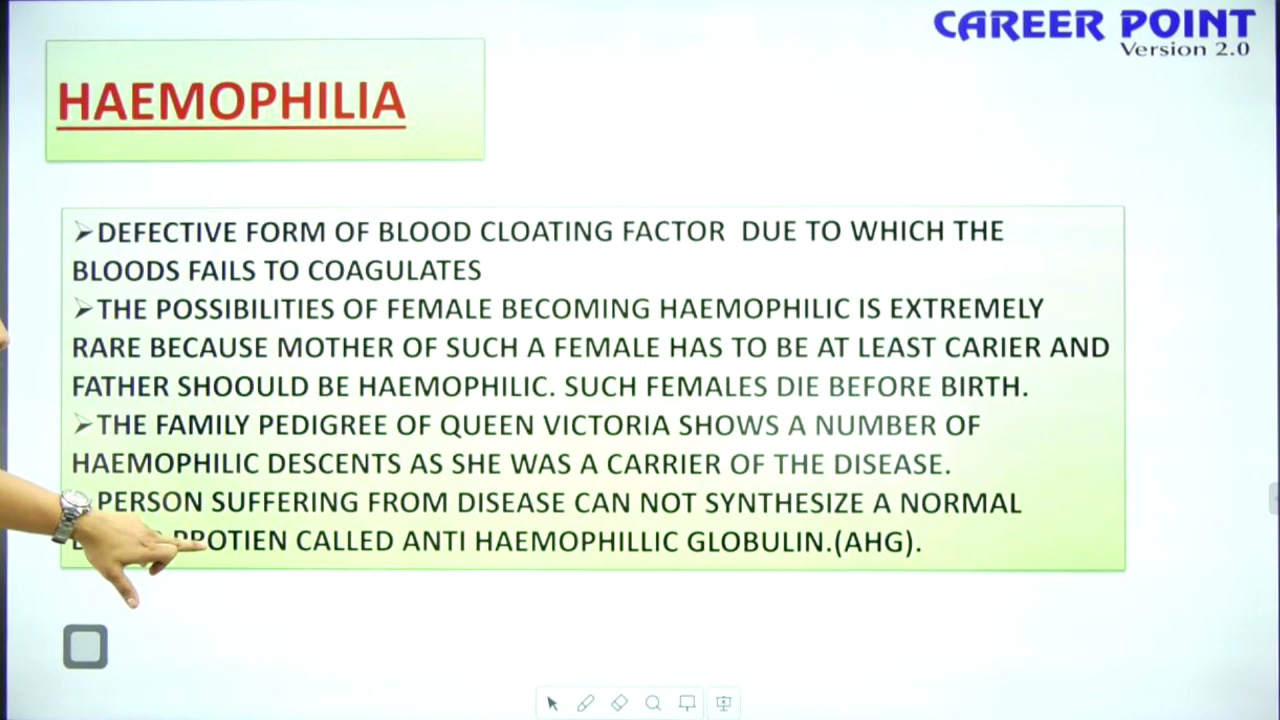 CAREER POINT
Version 2.0
HAEMOPHILIA
➢DEFECTIVE FORM OF BLOOD CLOATING FACTOR DUE TO WHICH THE
BLOODS FAILS TO COAGULATES
➢THE POSSIBILITIES OF FEMALE BECOMING HAEMOPHILIC IS EXTREMELY
RARE BECAUSE MOTHER OF SUCH A FEMALE HAS TO BE AT LEAST CARIER AND
FATHER SHOOULD BE HAEMOPHILIC. SUCH FEMALES DIE BEFORE BIRTH.
➢THE FAMILY PEDIGREE OF QUEEN VICTORIA SHOWS A NUMBER OF
HAEMOPHILIC DESCENTS AS SHE WAS A CARRIER OF THE DISEASE.
PERSON SUFFERING FROM DISEASE CAN NOT SYNTHESIZE A NORMAL
PROTIEN CALLED ANTI HAEMOPHILLIC GLOBULIN.(AHG).